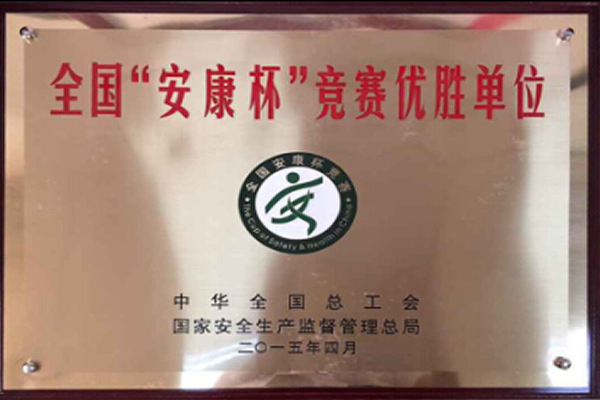 全国“安康杯”竞赛优胜单位
全国安康杯竞赛
the Cup of Safety & Health in China
中华全国总工会
国家安全生产监督管理总局
二〇一五年四月